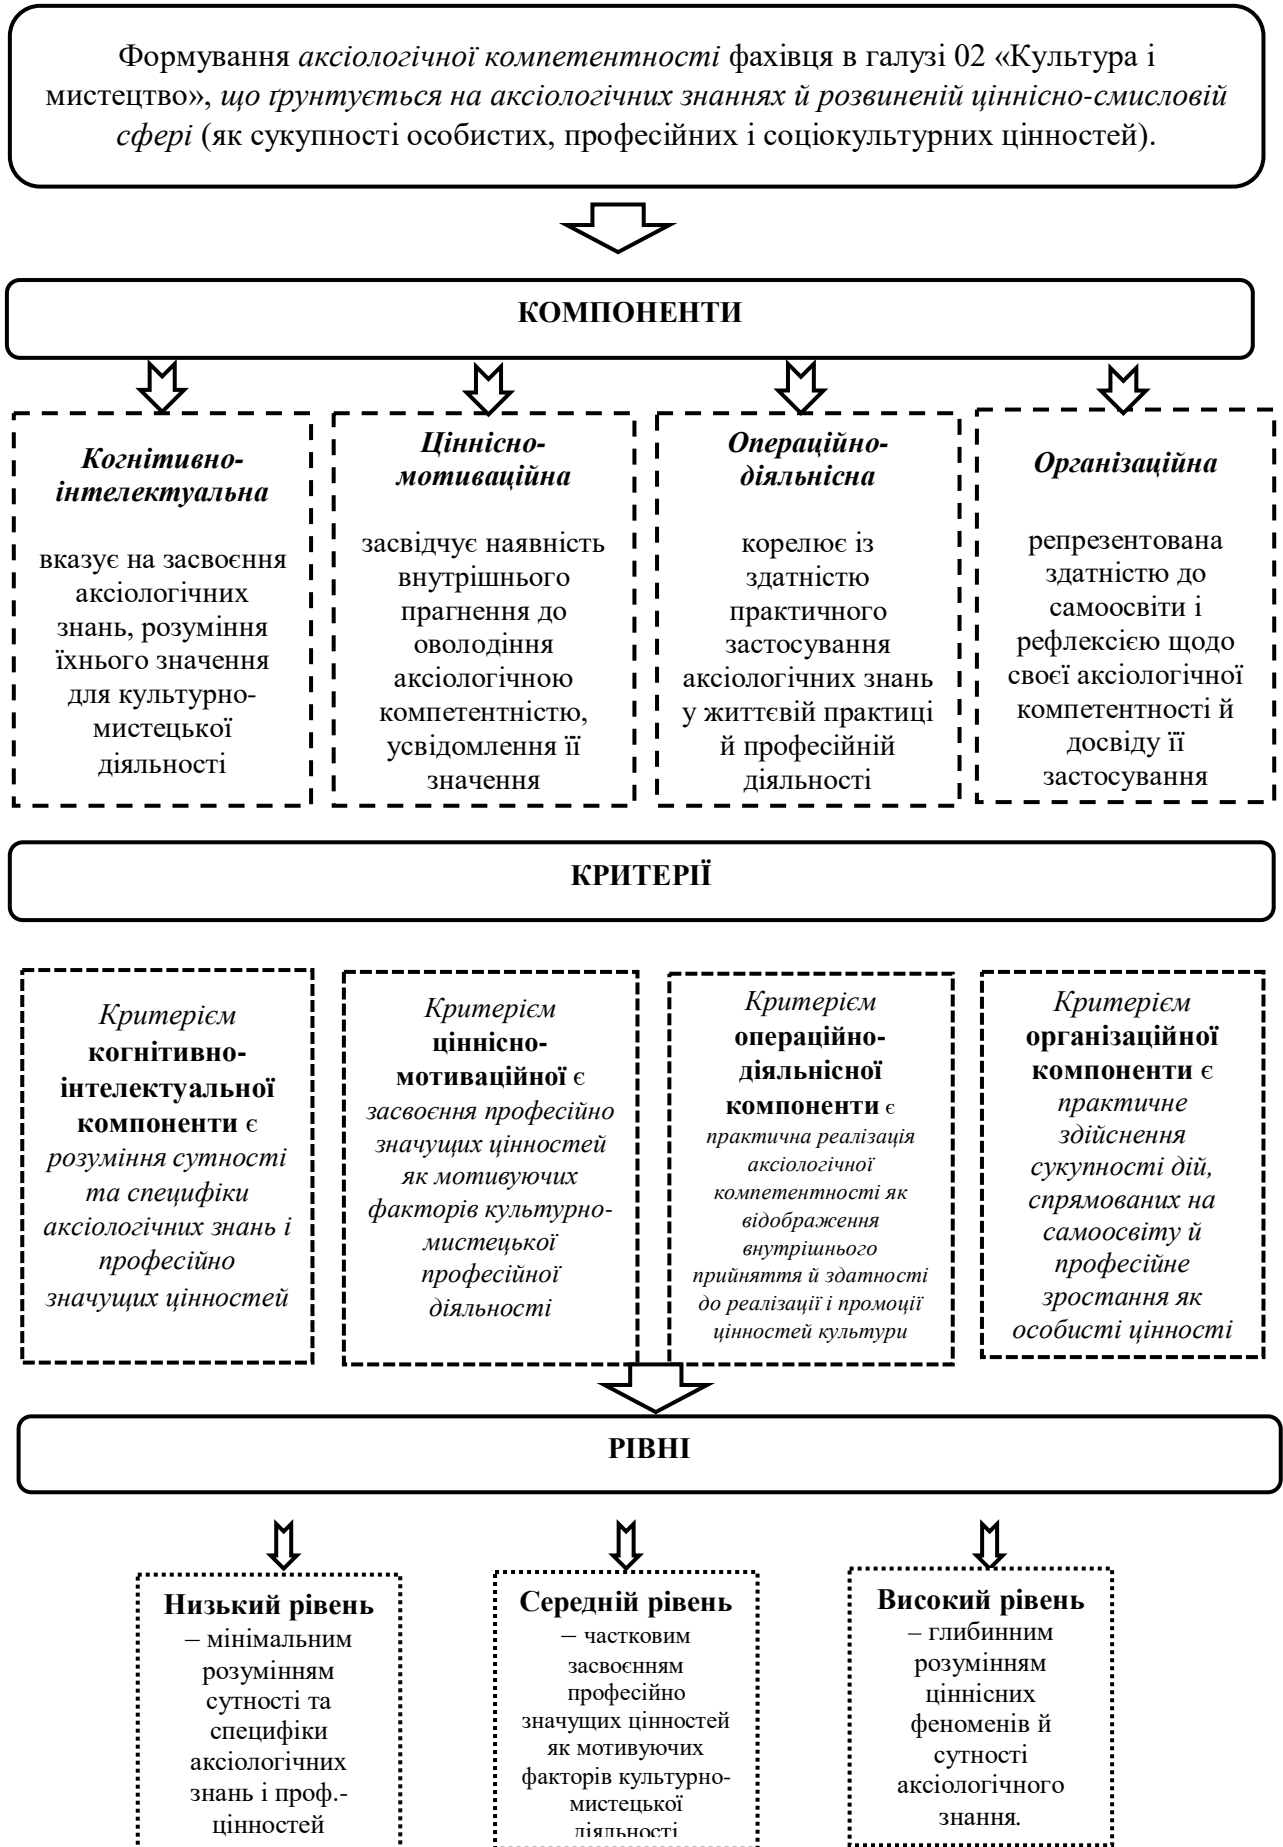 Формування аксіологічної компетентності фахівця в галузі 02 «Культура і
мистецтво», що ґрунтується на аксіологічних знаннях й розвиненій ціннісно-смисловій
сфері (як сукупності особистих, професійних і соціокультурних цінностей).
КОМПОНЕНТИ
Когнітивно-
інтелектуальна
вказує на засвоєння
аксіологічних
знань, розуміння
їхнього значення
для культурно-
мистецької
діяльності
Ціннісно-
мотиваційна
засвідчує наявність
внутрішнього
прагнення до
оволодіння
аксіологічною
компетентністю,
усвідомлення її
значення
Операційно-
діяльнісна
корелює із
здатністю
практичного
застосування
аксіологічних знань
у життєвій практиці
й професійній
діяльності
Організаційна
репрезентована
здатністю до
самоосвіти і
рефлексією щодо
своєї аксіологічної
компетентності й
досвіду її
застосування
КРИТЕРІЇ
Критерієм
когнітивно-
інтелектуальної
компоненти є
розуміння сутності
та специфіки
аксіологічних знань і
професійно
значущих цінностей
Критерієм
ціннісно-
мотиваційної є
засвоєння професійно
значущих цінностей
як мотивуючих
факторів культурно-
мистецької
професійної
діяльності
Критерієм
операційно-
діяльнісної
компоненти є
практична реалізація
аксіологічної
компетентності як
відображення
внутрішнього
прийняття й здатності
до реалізації і промоції
цінностей культури
Критерієм
організаційної
компоненти є
практичне
здійснення
сукупності дій,
спрямованих на
самоосвіту й
професійне
зростання як
особисті цінності
РІВНІ
Низький рівень
– мінімальним
розумінням
сутності та
специфіки
аксіологічних
знань і проф.-
цінностей
Середній рівень
– частковим
засвоєнням
професійно
значущих цінностей
як мотивуючих
факторів культурно-
мистецької
діяльності
Високий рівень
– глибинним
розумінням
ціннісних
феноменів й
сутності
аксіологічного
знання.